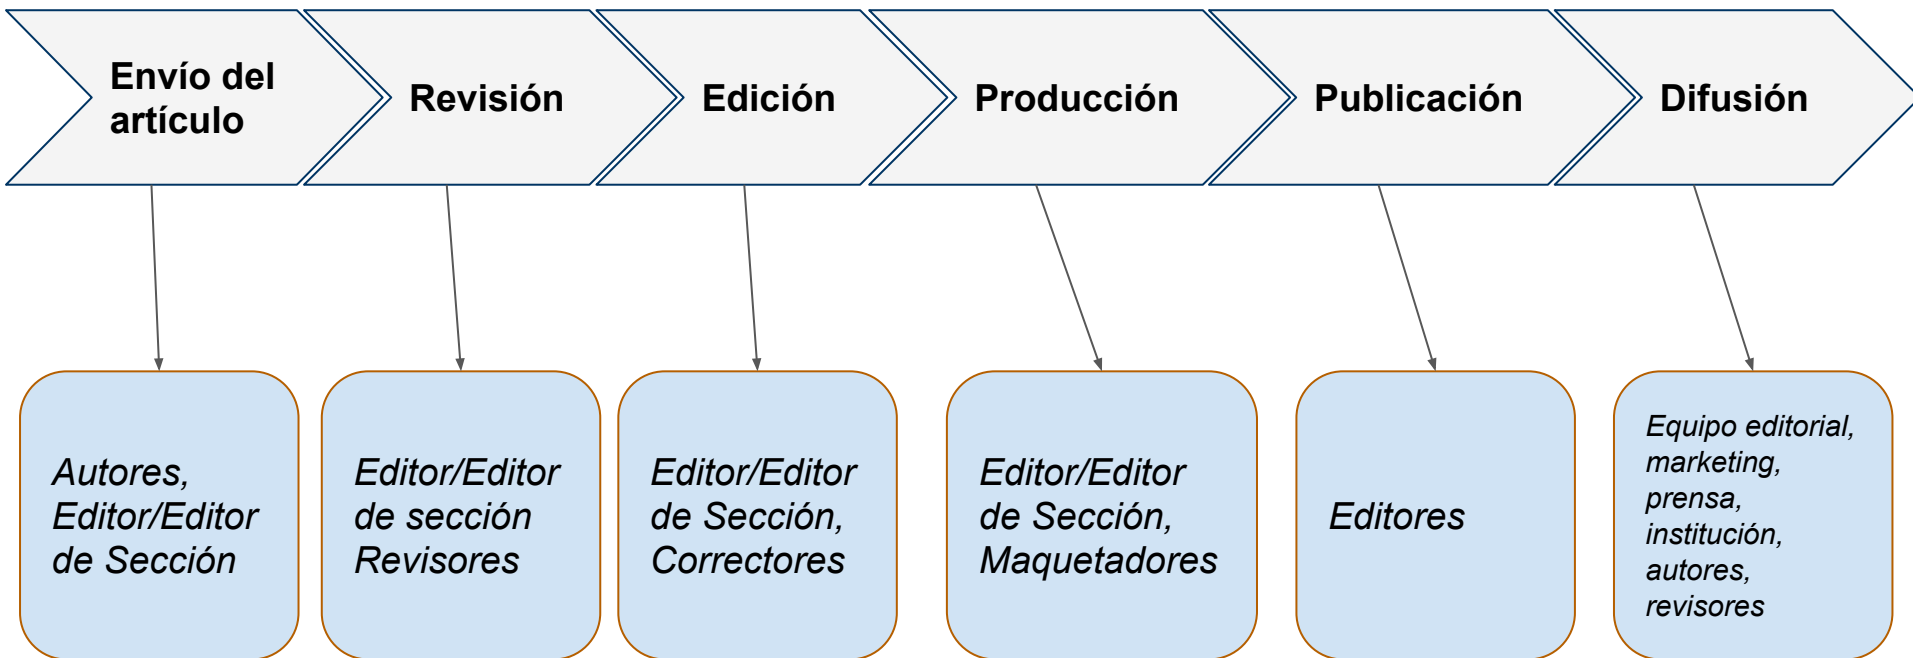 Envío del
artículo
Revisión
Edición
Producción
Publicación
Difusión
Autores,
Editor/Editor
de Sección
Editor/Editor
de sección
Revisores
Editor/Editor
de Sección,
Correctores
Editor/Editor
de Sección,
Maquetadores
Editores
Equipo editorial,
marketing,
prensa,
institución,
autores,
revisores